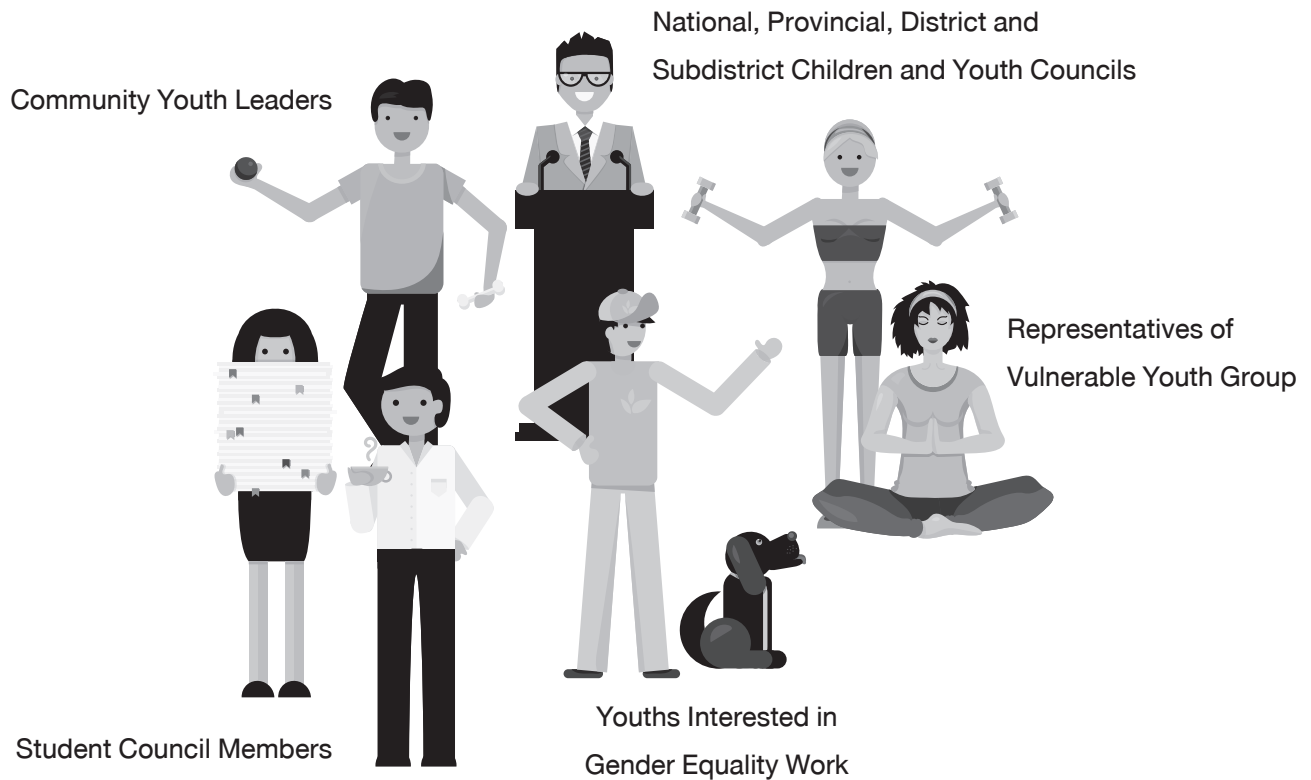 National, Provincial, District and
Subdistrict Children and Youth Councils
Community Youth Leaders
Representatives of
Vulnerable Youth Group
Youths Interested in
Gender Equality Work
Student Council Members